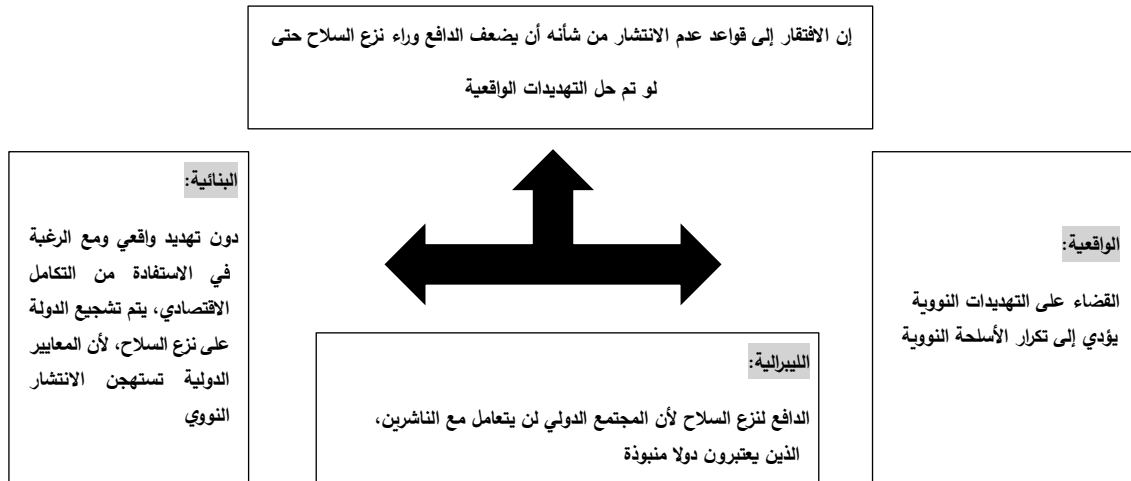 إن الافتقار إلى قواعد عدم الانتشار من شأنه أن يضعف الدافع وراء نزع السلاح حتى
لو تم حل التهديدات الواقعية
الواقعية:
القضاء على التهديدات النووية
يؤدي إلى تكرار الأسلحة النووية
الليبرالية:
الدافع لنزع السلاح لأن المجتمع الدولي لن يتعامل مع الناشرين،
الذين يعتبرون دولا منبوذة
البنائية:
دون تهديد واقعي ومع الرغبة
في الاستفادة من التكامل
الاقتصادي، يتم تشجيع الدولة
على نزع السلاح، لأن المعايير
الدولية تستهجن الانتشار
النووي